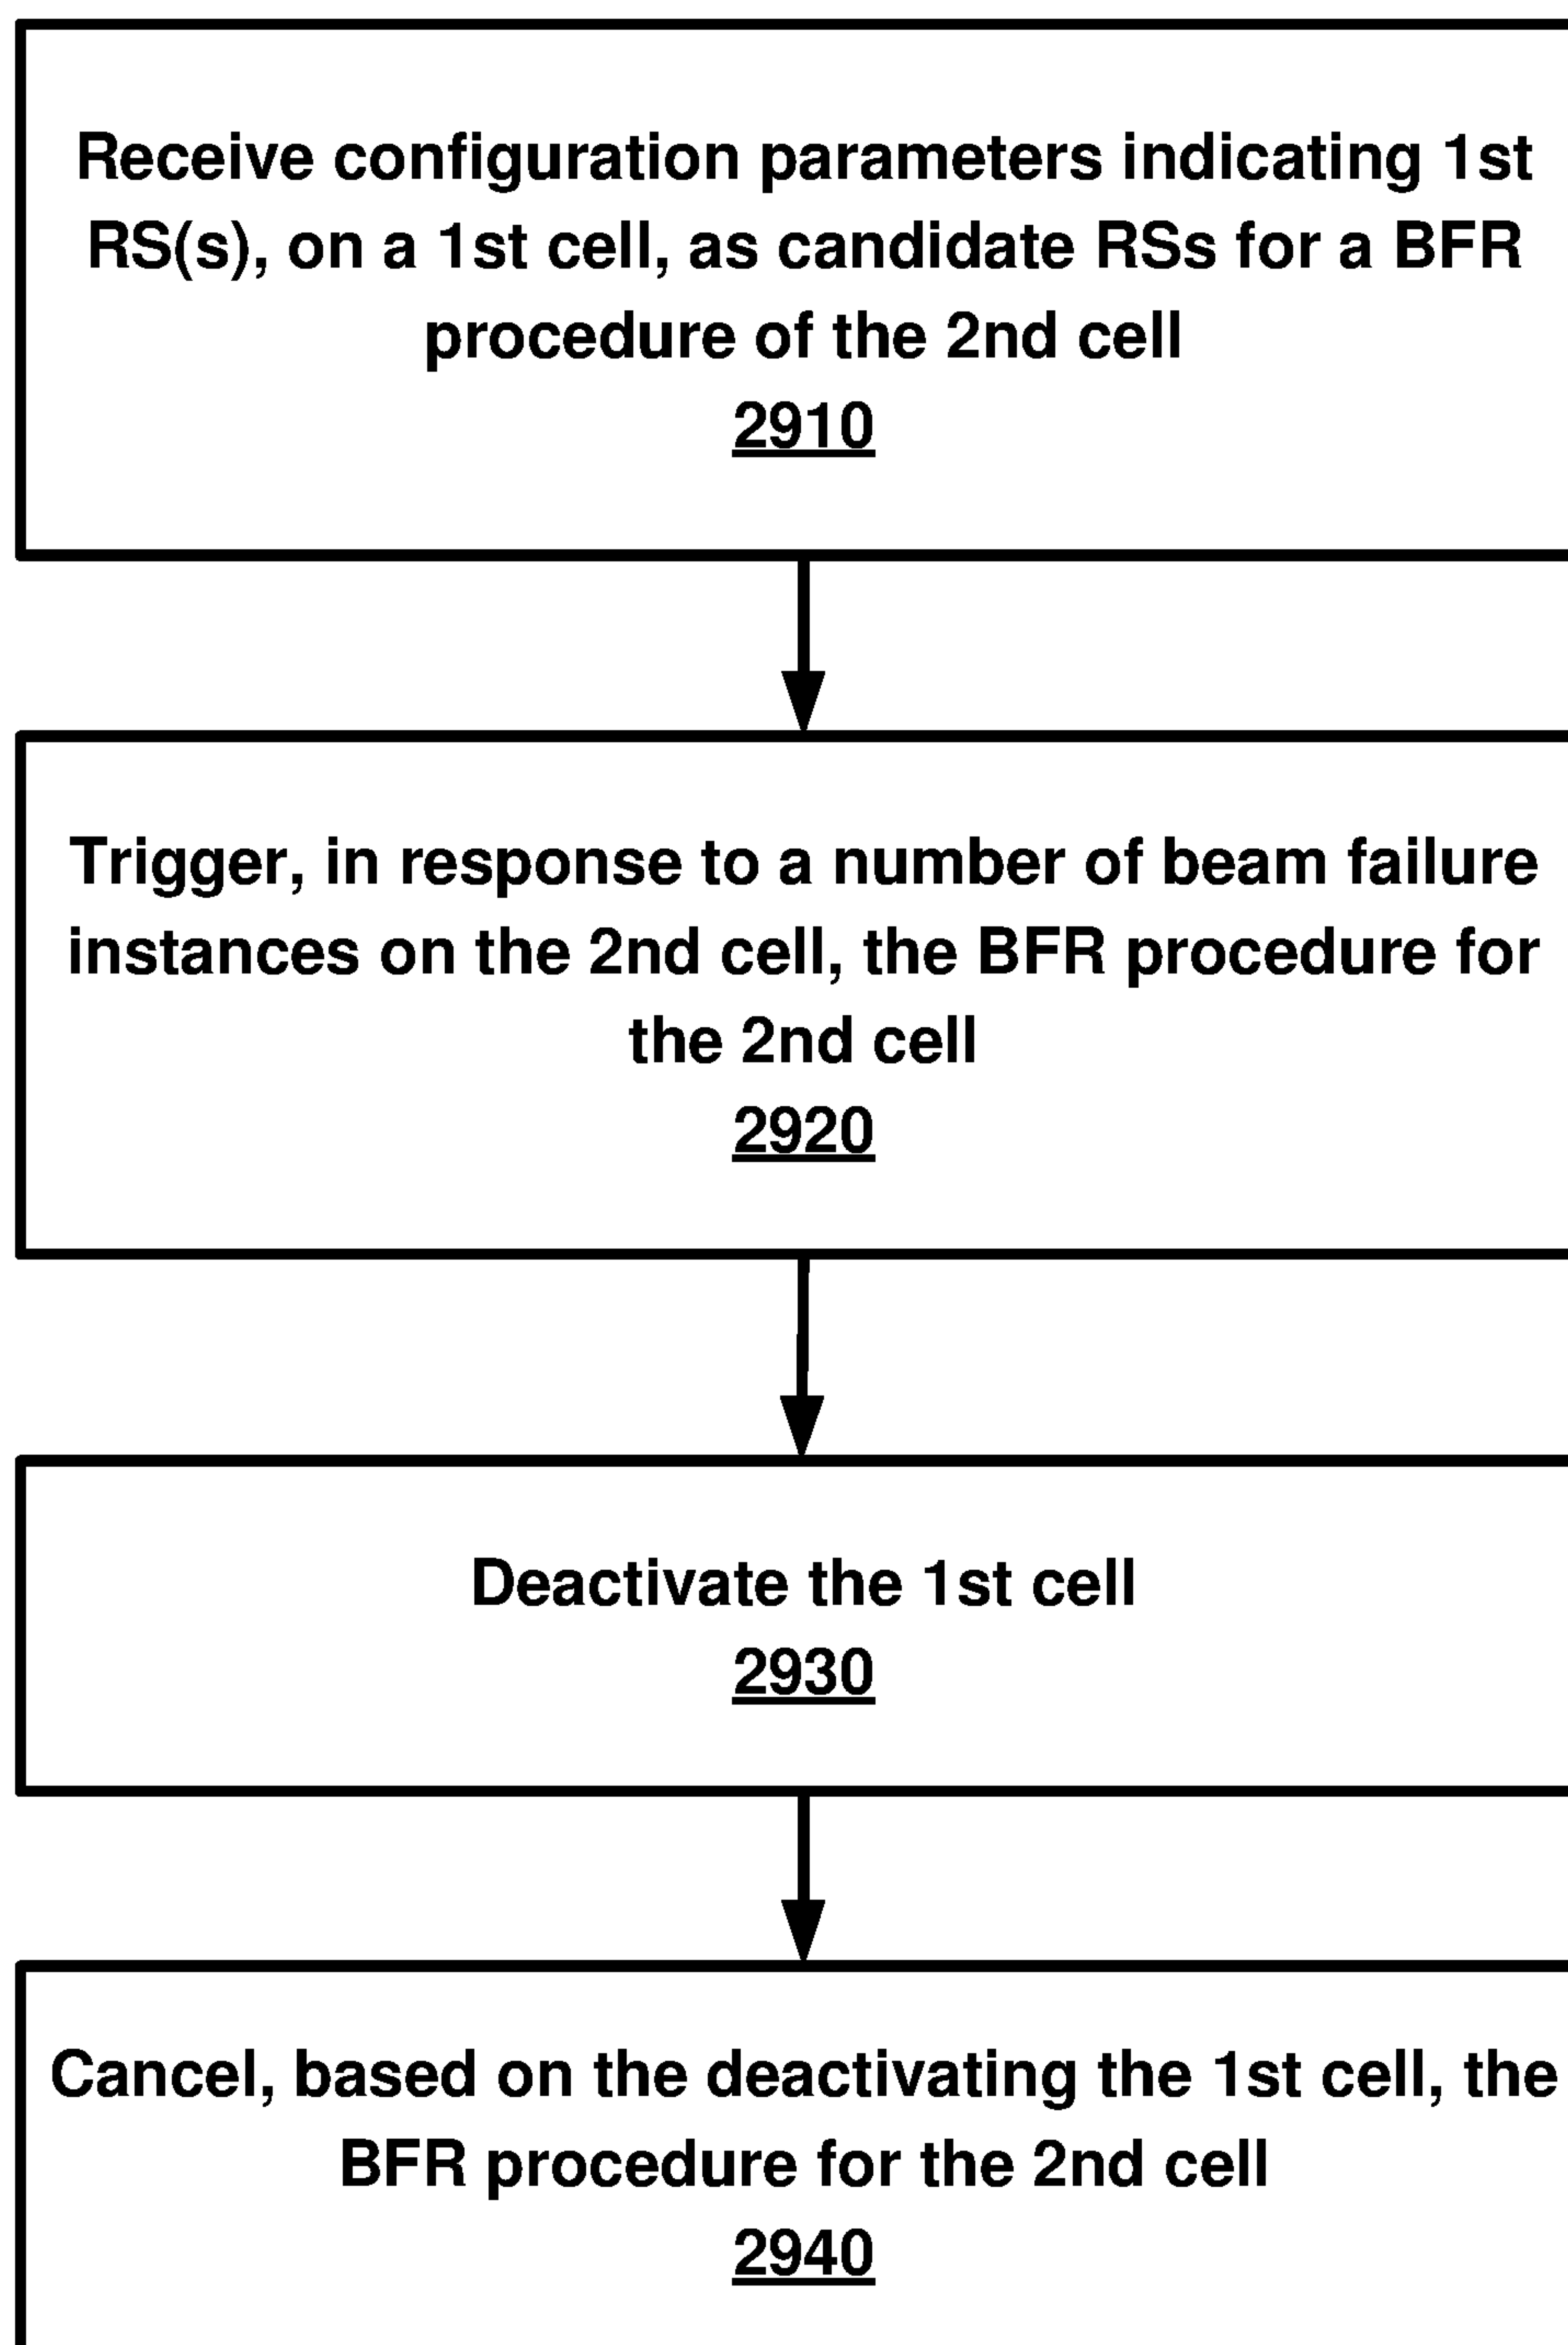 Receive configuration parameters indicating 1st
RS(s), on a 1st cell, as candidate RSs for a BFR
procedure of the 2nd cell
2910
Trigger, in response to a number of beam failure
instances on the 2nd cell, the BFR procedure for
the 2nd cell
2920
Deactivate the 1st cell
2930
Cancel, based on the deactivating the 1st cell, the
BFR procedure for the 2nd cell
2940